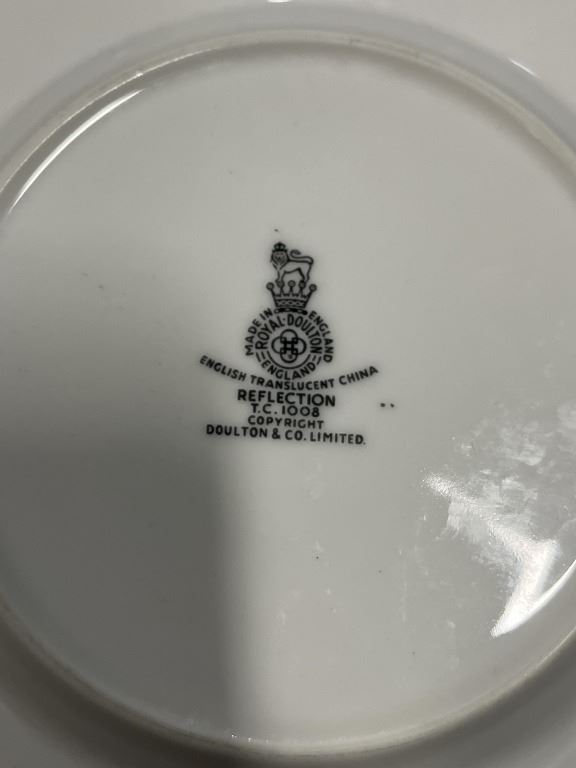 MADE IN ENGLAND
ROYAL·DOULTON
ENGLAND
ENGLISH TRANSLUCENT CHINA
REFLECTION
T.C. 1008
COPYRIGHT
DOULTON & CO. LIMITED.